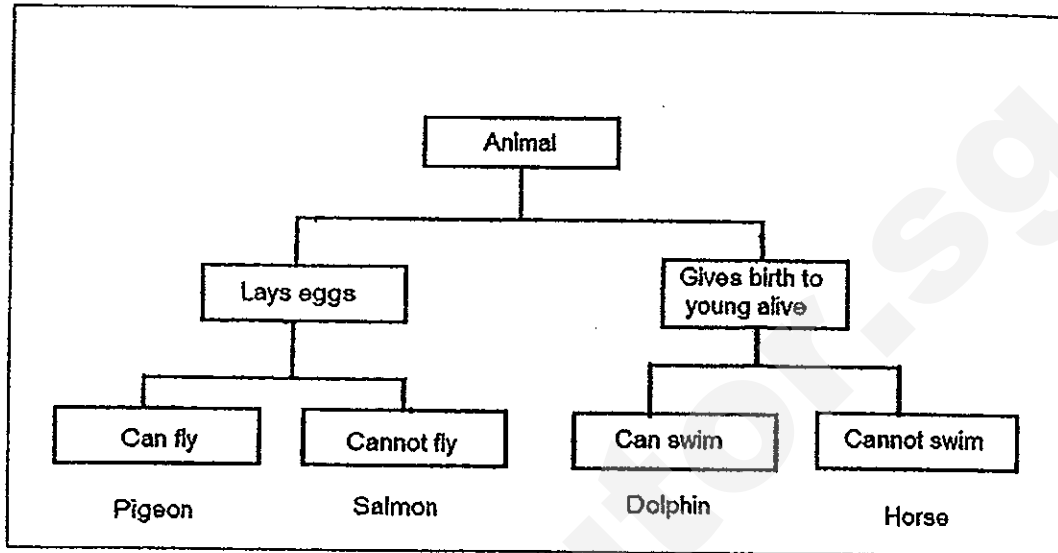 Animal
Lays eggs
Gives birth to
young alive
Can fly
Cannot fly
Can swim
Cannot swim
Pigeon
Salmon
Dolphin
Horse